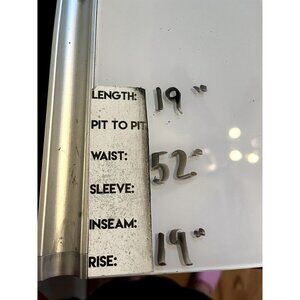 LENGTH: 19"
PIT TO PIT
WAIST: 52"
SLEEVE:
INSEAM: 19"
RISE: